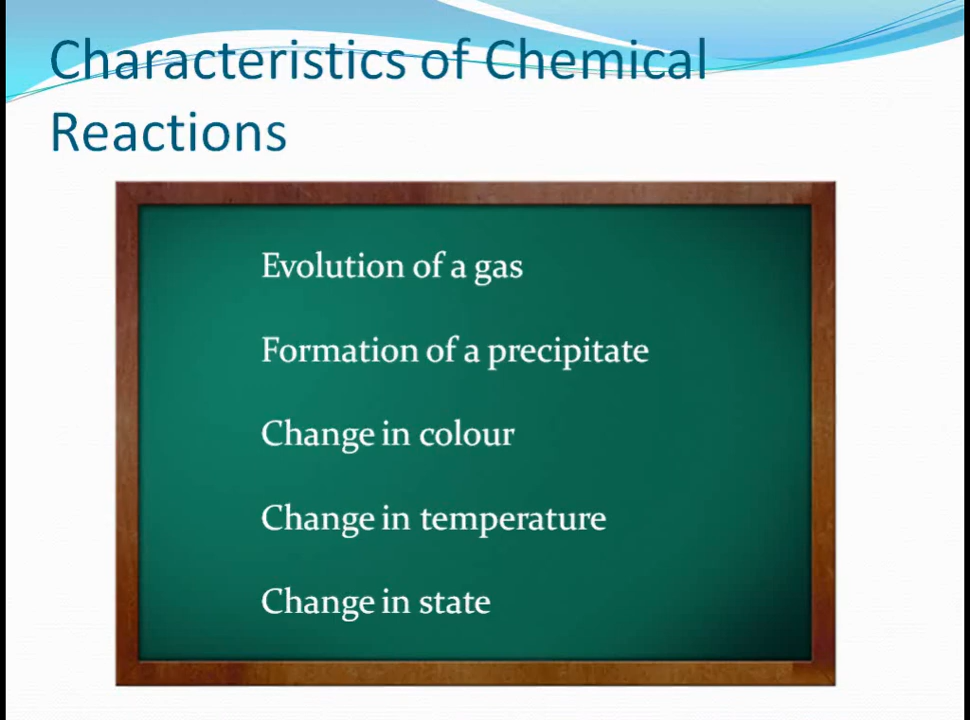 Characteristics of Chemical
Reactions
Evolution of a gas
Formation of a precipitate
Change in colour
Change in temperature
Change in state